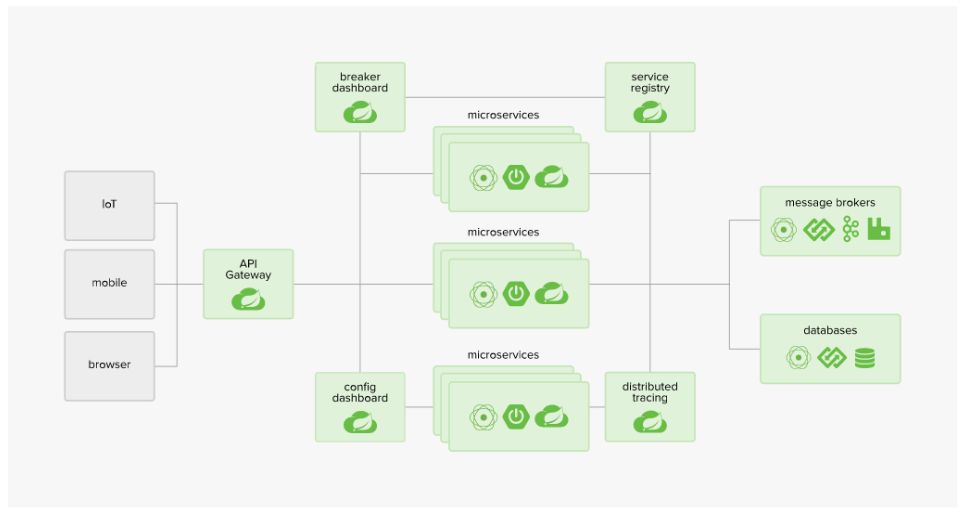 breaker
dashboard
service
registry
microservices
IoT
mobile
browser
API
Gateway
microservices
message brokers
databases
microservices
config
dashboard
distributed
tracing